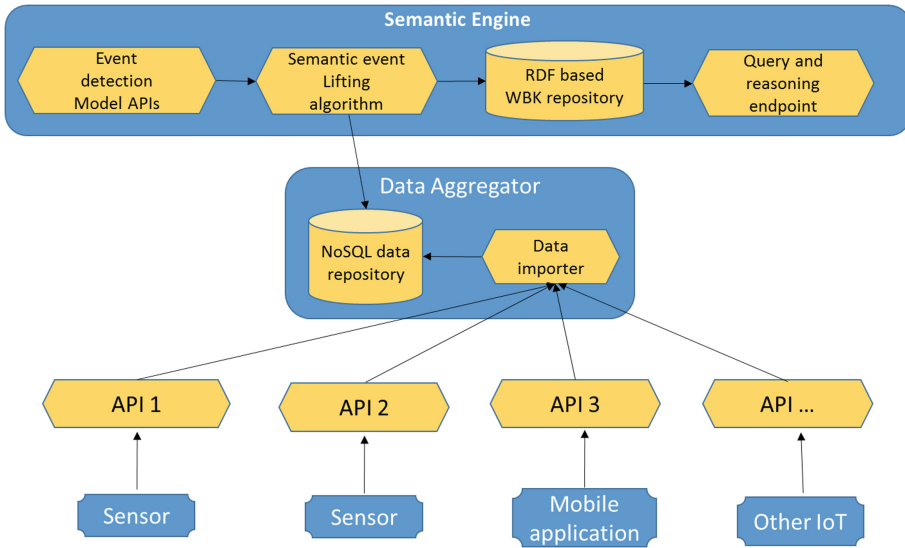 Semantic Engine
Event
detection
Model APIs
Semantic event
Lifting
algorithm
RDF based
WBK repository
Query and
reasoning
endpoint
Data Aggregator
NoSQL data
repository
Data
importer
API 1
API 2
API 3
API ...
Sensor
Sensor
Mobile
application
Other IoT